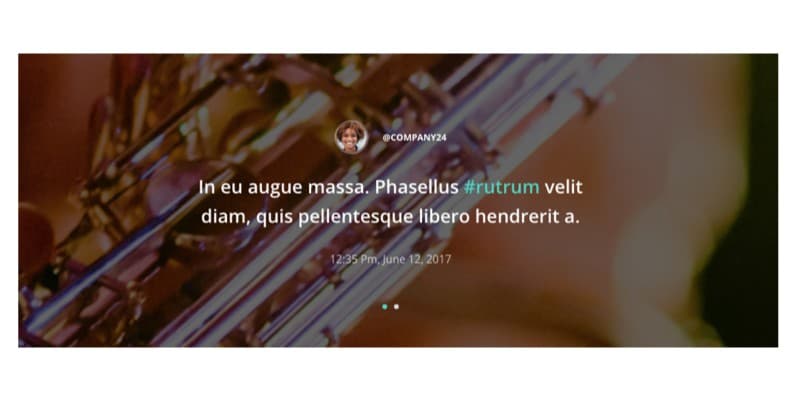 @COMPANY24
In eu augue massa. Phasellus #rutrum velit
diam, quis pellentesque libero hendrerit a.
12:35 Pm, June 12, 2017